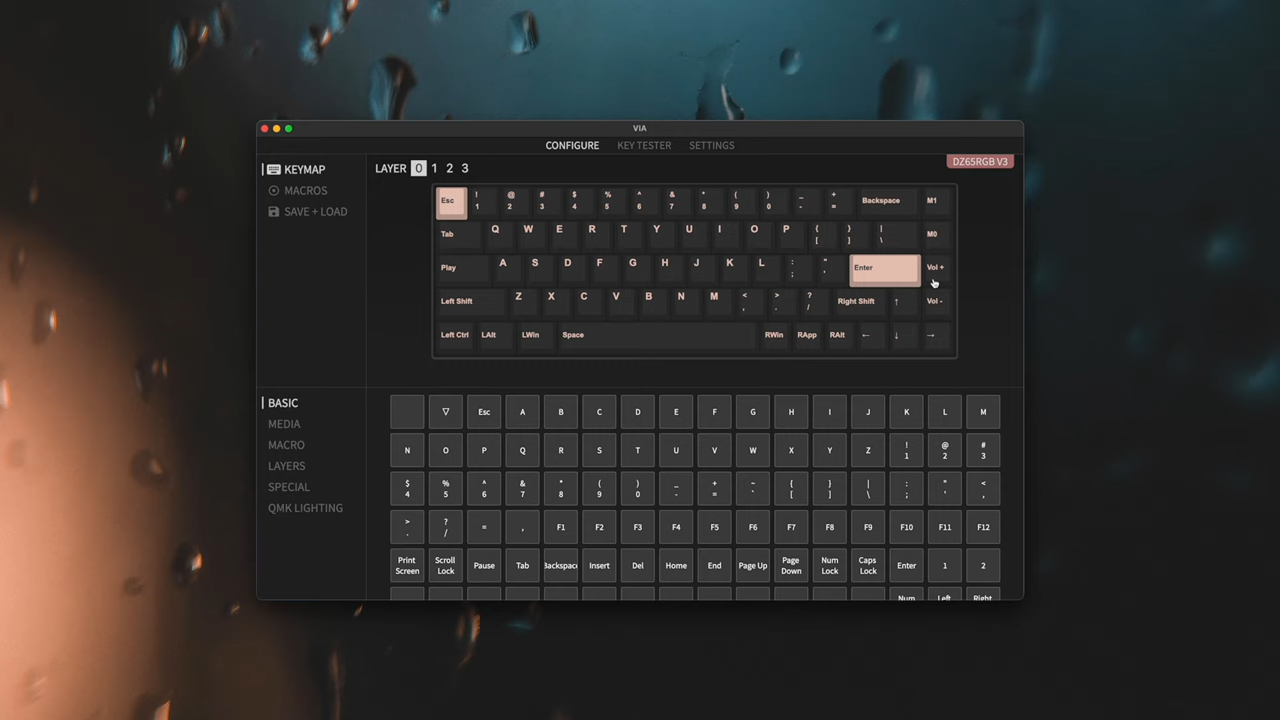 VIA
CONFIGURE KEY TESTER SETTINGS
KEYMAP
MACROS
SAVE + LOAD
LAYER 0 1 2 3
DZ65RGB V3
Esc ! 1 @ 2 # 3 $ 4 % 5 ^ 6 & 7 * 8 ( 9 ) 0 _ - + = Backspace M1
Tab Q W E R T Y U I O P { [ } ] | \ M0
Play A S D F G H J K L : ; " ' Enter Vol +
Left Shift Z X C V B N M < , > . ? / Right Shift ↑ Vol -
Left Ctrl LAlt LWin Space RWin RApp RAlt ← ↓ →
BASIC
MEDIA
MACRO
LAYERS
SPECIAL
QMK LIGHTING
▽ Esc A B C D E F G H I J K L M
N O P Q R S T U V W X Y Z ! 1 @ 2 # 3
$ 4 % 5 ^ 6 & 7 * 8 ( 9 ) 0 _ - + = ~ ` { [ } ] | \ : ; " ' < ,
> . ? / = , F1 F2 F3 F4 F5 F6 F7 F8 F9 F10 F11 F12
Print Screen Scroll Lock Pause Tab Backspace Insert Del Home End Page Up Page Down Num Lock Caps Lock Enter 1 2
Num Left Right